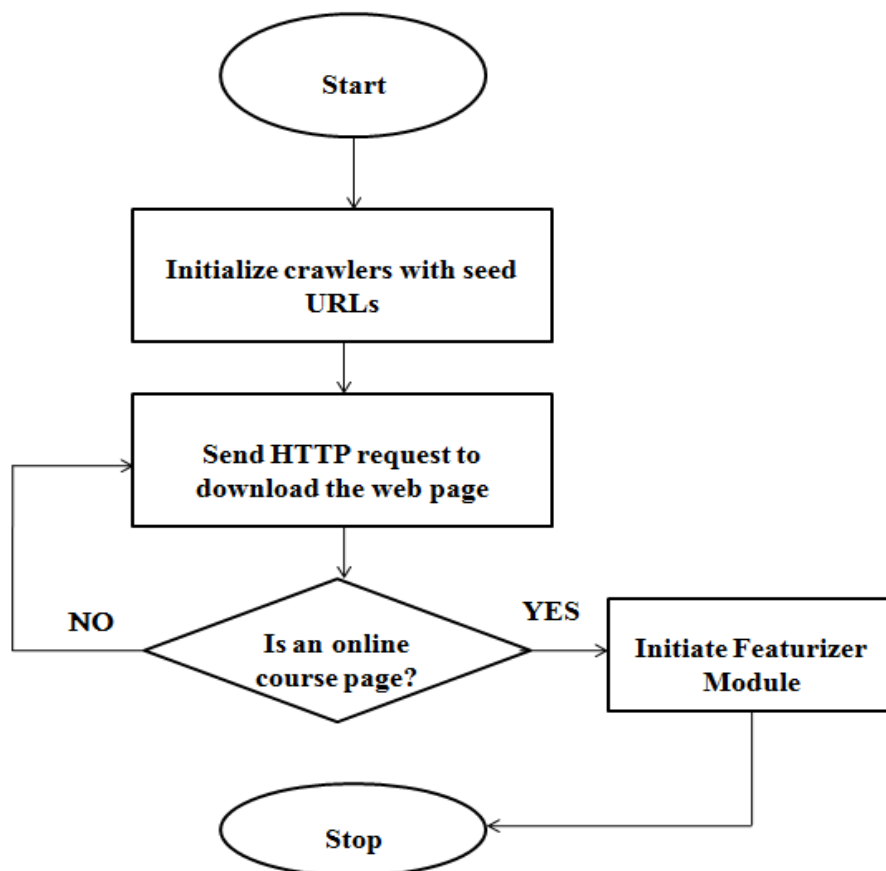 Start
Initialize crawlers with seed
URLs
Send HTTP request to
download the web page
NO
YES
Is an online
course page?
Initiate Featurizer
Module
Stop